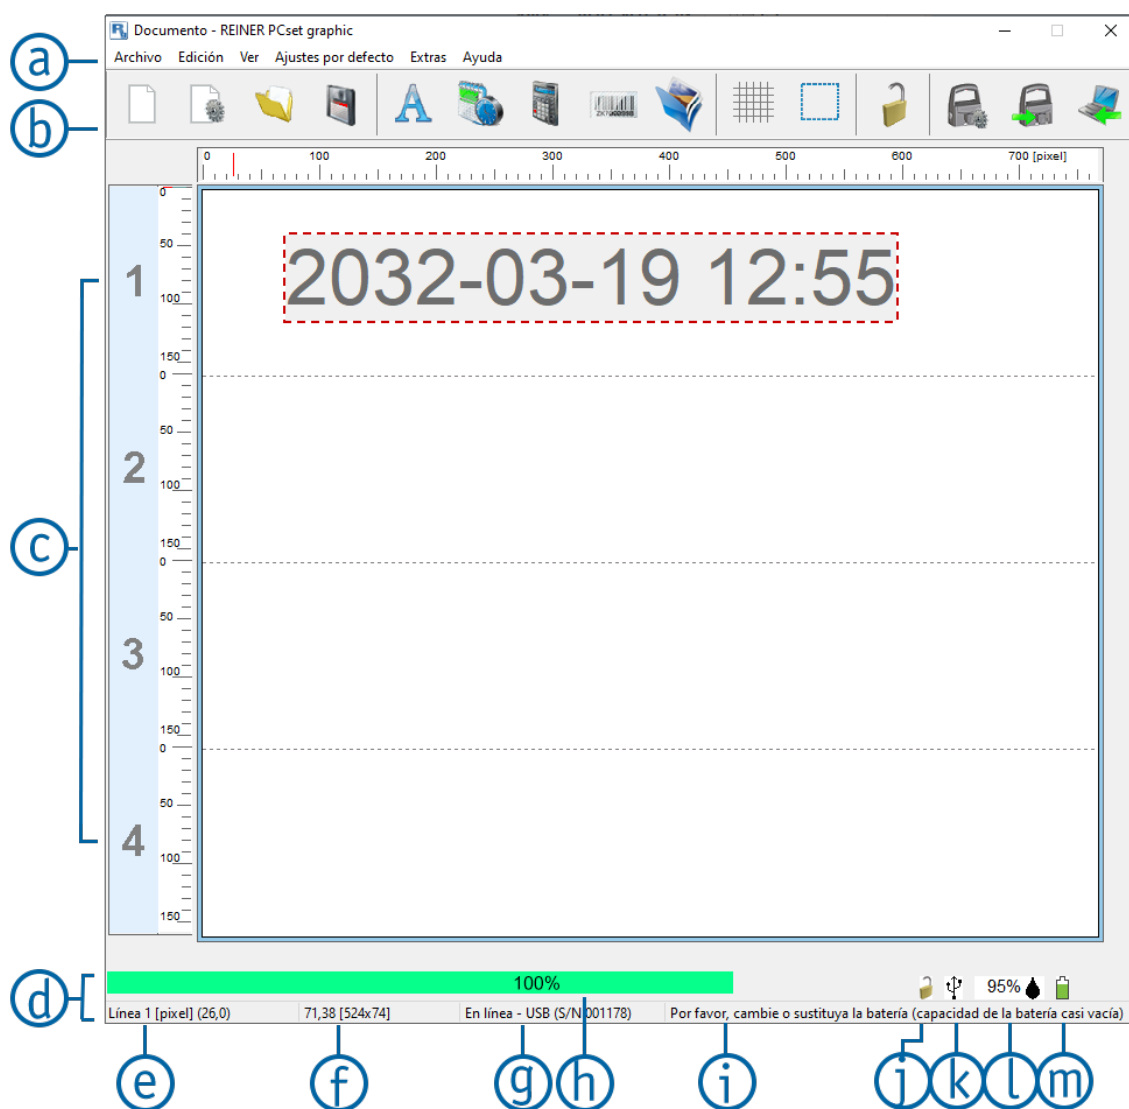 Documento - REINER PCset graphic
Archivo Edición Ver Ajustes por defecto Extras Ayuda
a
b
A
ZK1000998
0 100 200 300 400 500 600 700 [pixel]
0
50
1
100
150
0
50
2
100
150
0
50
3
100
150
0
50
4
100
150
2032-03-19 12:55
c
100%
95%
d
Línea 1 [pixel] (26,0) 71,38 [524x74] En línea - USB (S/N 001178) Por favor, cambie o sustituya la batería (capacidad de la batería casi vacía)
e f g h i j k l m